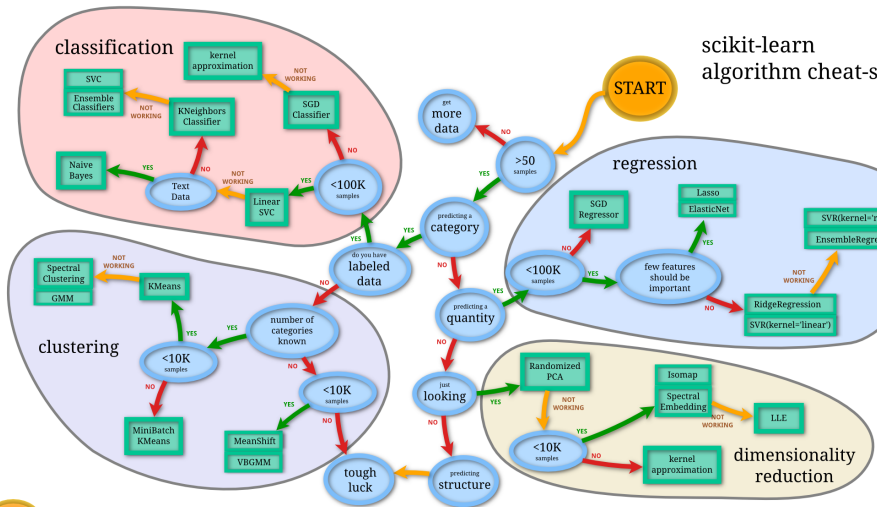 scikit-learn
algorithm cheat-s
START
classification
kernel
approximation
NOT
WORKING
SVC
Ensemble
Classifiers
NOT
WORKING
KNeighbors
Classifier
SGD
Classifier
NO
NO
Naive
Bayes
YES
Text
Data
NOT
WORKING
Linear
SVC
YES
<100K
samples
YES
get
more
data
NO
>50
samples
YES
predicting a
category
YES
do you have
labeled
data
NO
NO
predicting a
quantity
YES
NO
just
looking
YES
NO
predicting
structure
tough
luck
regression
SGD
Regressor
NO
<100K
samples
YES
few features
should be
important
YES
Lasso
ElasticNet
NO
RidgeRegression
SVR(kernel='linear')
NOT
WORKING
SVR(kernel='r
EnsembleRegre
clustering
Spectral
Clustering
GMM
NOT
WORKING
KMeans
YES
<10K
samples
YES
number of
categories
known
NO
NO
MiniBatch
KMeans
<10K
samples
YES
NO
MeanShift
VBGMM
Randomized
PCA
NOT
WORKING
<10K
samples
YES
NO
Isomap
Spectral
Embedding
NOT
WORKING
LLE
kernel
approximation
dimensionality
reduction